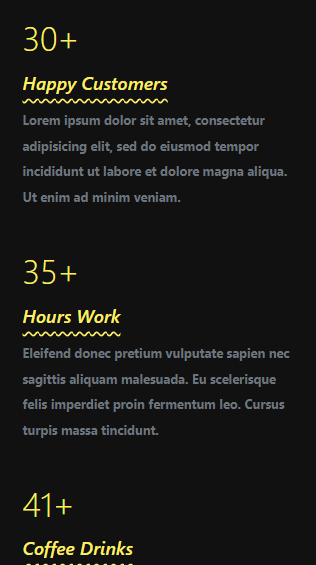 30+
Happy Customers
Lorem ipsum dolor sit amet, consectetur
adipisicing elit, sed do eiusmod tempor
incididunt ut labore et dolore magna aliqua.
Ut enim ad minim veniam.
35+
Hours Work
Eleifend donec pretium vulputate sapien nec
sagittis aliquam malesuada. Eu scelerisque
felis imperdiet proin fermentum leo. Cursus
turpis massa tincidunt.
41+
Coffee Drinks